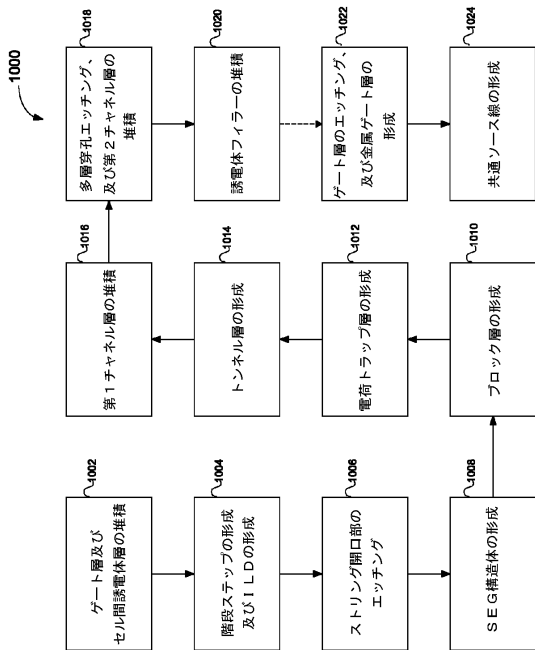 1000
1002
ゲート層及び
セル間誘電体層の堆積
1004
階段ステップの形成
及びILDの形成
1006
ストリング開口部の
エッチング
1008
SEG構造体の形成
1010
ブロック層の形成
1012
電荷トラップ層の形成
1014
トンネル層の形成
1016
第1チャネル層の堆積
1018
多層穿孔エッチング、
及び第2チャネル層の
堆積
1020
誘電体フィラーの堆積
1022
ゲート層のエッチング、
及び金属ゲート層の
形成
1024
共通ソース線の形成